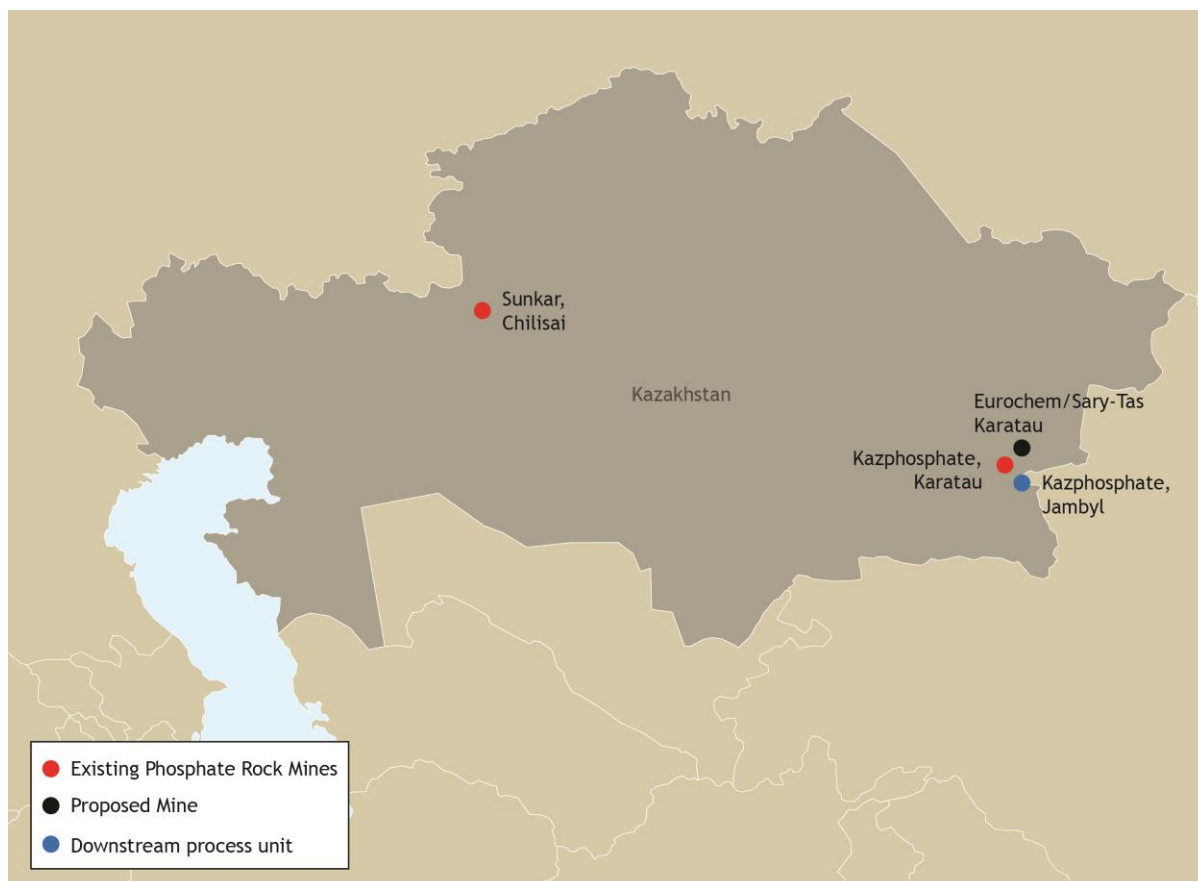 Sunkar,
Chilisai
Kazakhstan
Eurochem/Sary-Tas
Karatau
Kazphosphate,
Karatau
Kazphosphate,
Jambyl
Existing Phosphate Rock Mines
Proposed Mine
Downstream process unit